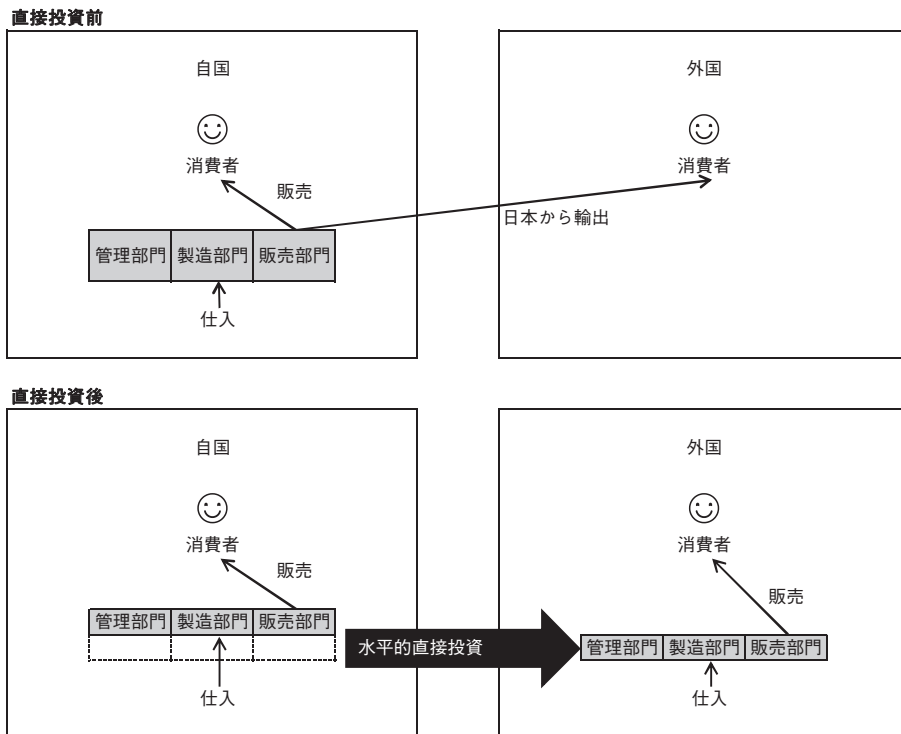 直接投資前
自国
外国
消費者
消費者
販売
日本から輸出
管理部門 製造部門 販売部門
仕入
直接投資後
自国
外国
消費者
消費者
販売
販売
管理部門 製造部門 販売部門
水平的直接投資
管理部門 製造部門 販売部門
仕入
仕入